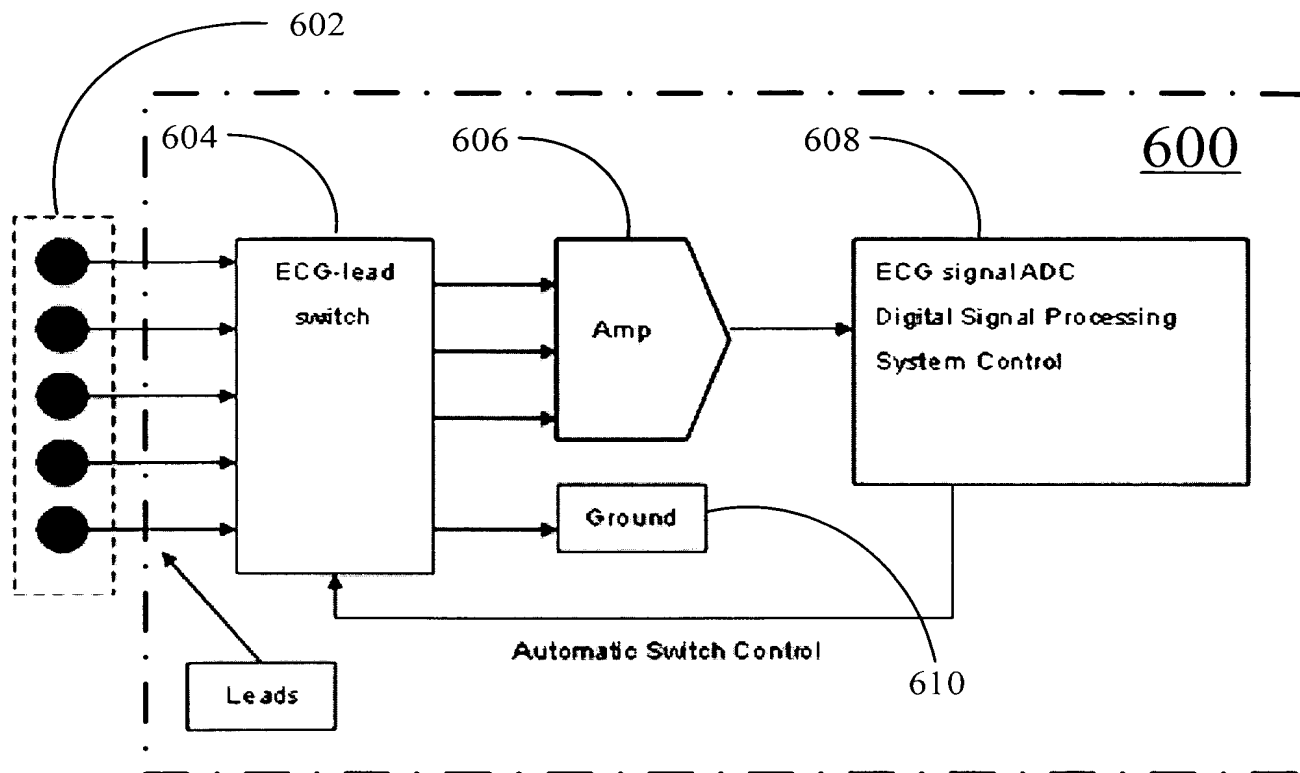 602
604
606
608
600
ECG-lead
switch
Amp
ECG signal ADC
Digital Signal Processing
System Control
Ground
Automatic Switch Control
Leads
610